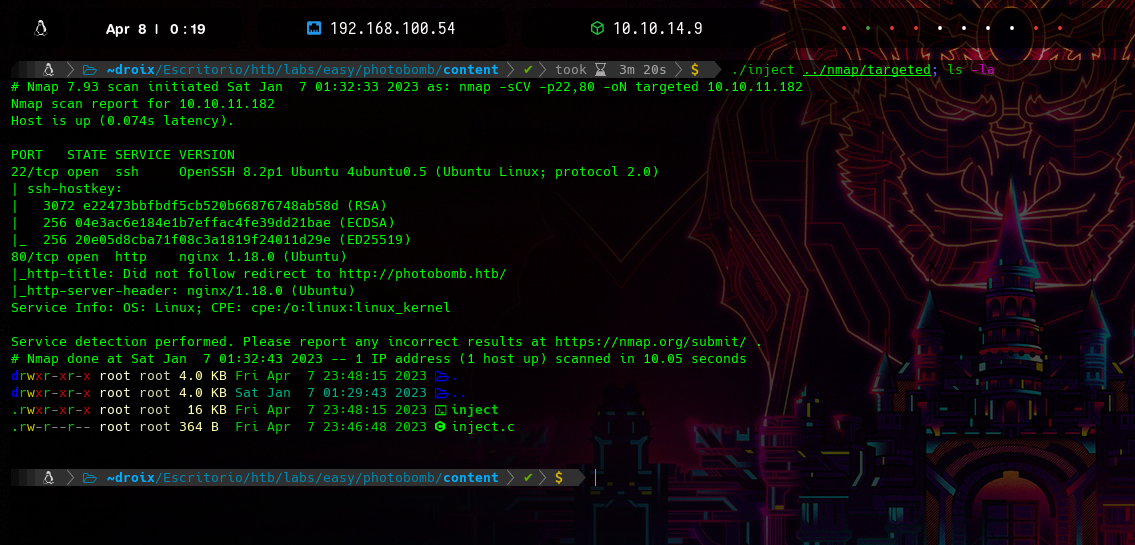 Apr 8 | 0:19 192.168.100.54 10.10.14.9
~droix/Escritorio/htb/labs/easy/photobomb/content ✔ took 3m 20s $ ./inject ../nmap/targeted; ls -la
# Nmap 7.93 scan initiated Sat Jan  7 01:32:33 2023 as: nmap -sCV -p22,80 -oN targeted 10.10.11.182
Nmap scan report for 10.10.11.182
Host is up (0.074s latency).
PORT   STATE SERVICE VERSION
22/tcp open  ssh     OpenSSH 8.2p1 Ubuntu 4ubuntu0.5 (Ubuntu Linux; protocol 2.0)
| ssh-hostkey:
|   3072 e22473bbfbdf5cb520b66876748ab58d (RSA)
|   256 04e3ac6e184e1b7effac4fe39dd21bae (ECDSA)
|_  256 20e05d8cba71f08c3a1819f24011d29e (ED25519)
80/tcp open  http    nginx 1.18.0 (Ubuntu)
|_http-title: Did not follow redirect to http://photobomb.htb/
|_http-server-header: nginx/1.18.0 (Ubuntu)
Service Info: OS: Linux; CPE: cpe:/o:linux:linux_kernel
Service detection performed. Please report any incorrect results at https://nmap.org/submit/ .
# Nmap done at Sat Jan  7 01:32:43 2023 -- 1 IP address (1 host up) scanned in 10.05 seconds
drwxr-xr-x root root 4.0 KB Fri Apr  7 23:48:15 2023 .
drwxr-xr-x root root 4.0 KB Sat Jan  7 01:29:43 2023 ..
.rwxr-xr-x root root  16 KB Fri Apr  7 23:48:15 2023 inject
.rw-r--r-- root root 364 B  Fri Apr  7 23:46:48 2023 inject.c
~droix/Escritorio/htb/labs/easy/photobomb/content ✔ $